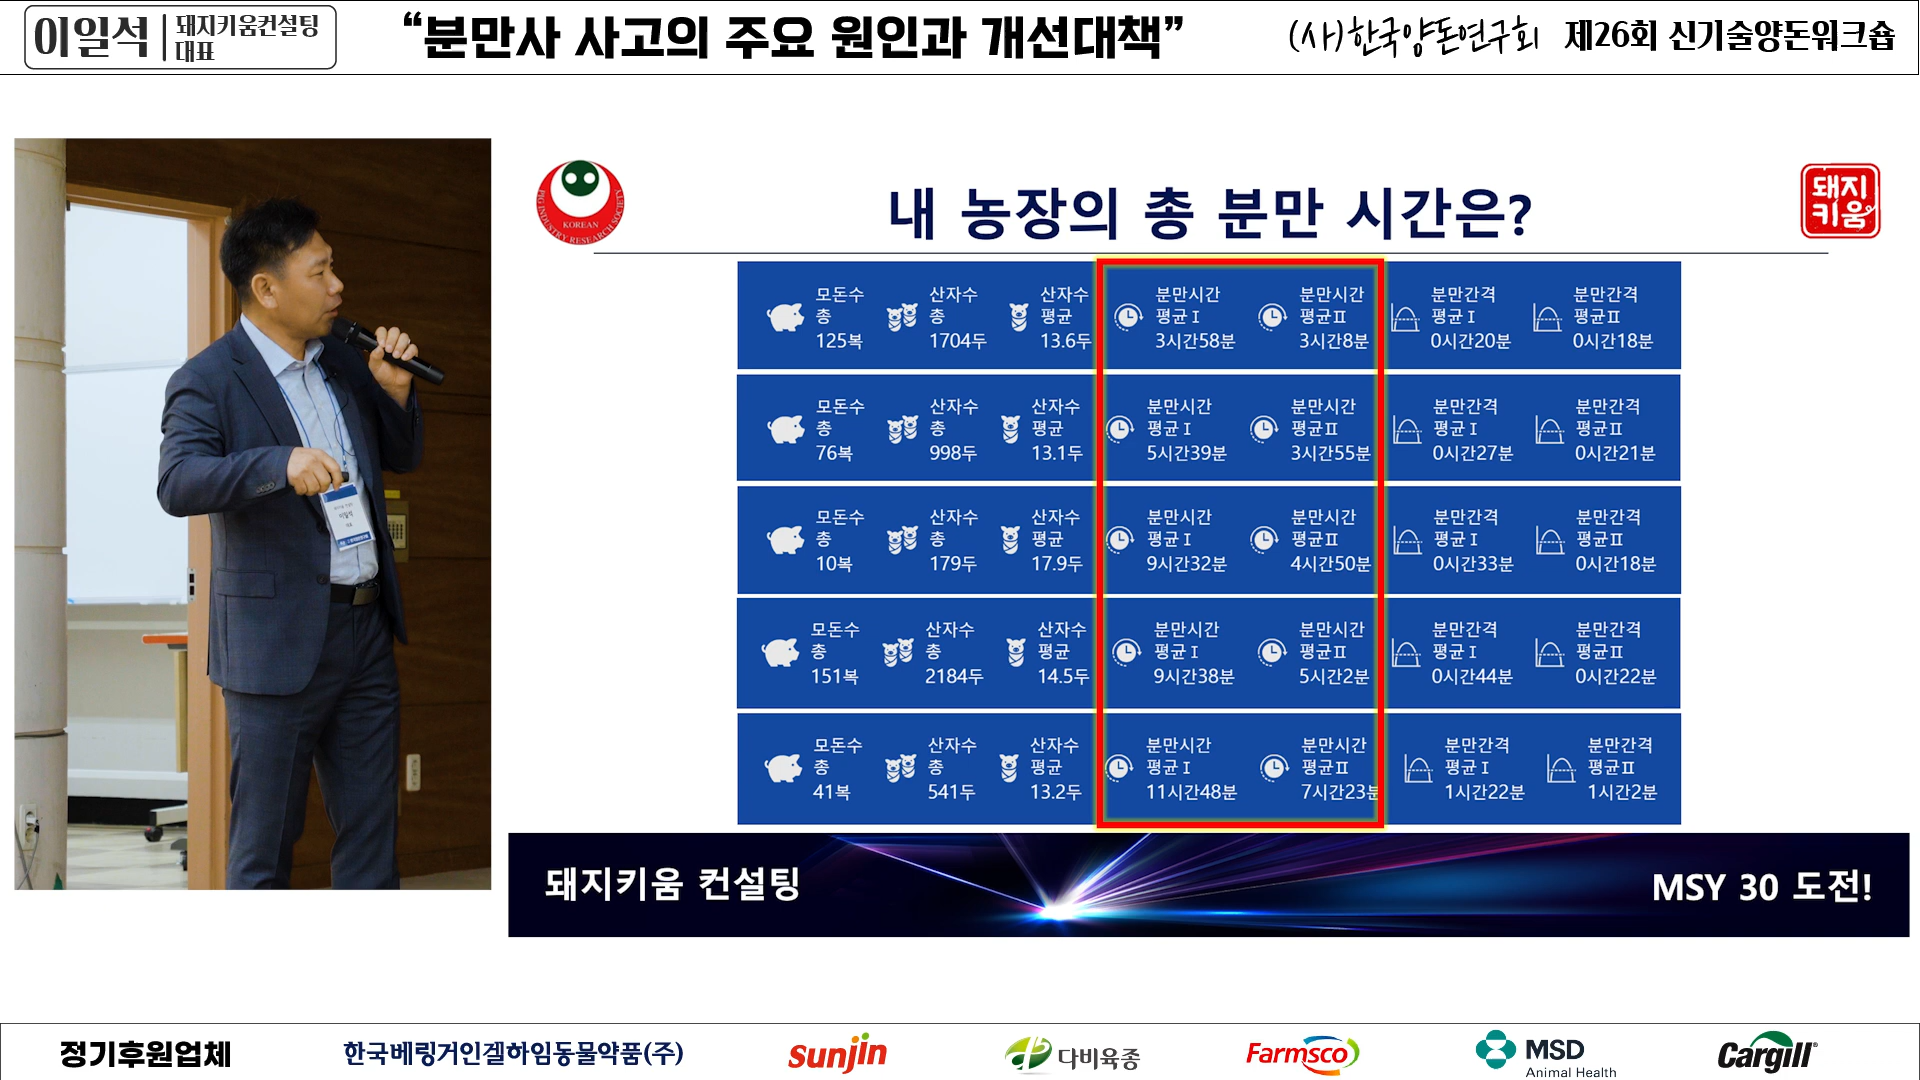 이일석
돼지키움컨설팅
대표
“분만사 사고의 주요 원인과 개선대책”
(사)한국양돈연구회 제26회 신기술양돈워크숍
KOREAN
PIG INDUSTRY RESEARCH SOCIETY
내 농장의 총 분만 시간은?
돼지
키움
모돈수 총 125복
산자수 총 1704두
산자수 평균 13.6두
분만시간 평균Ⅰ 3시간58분
분만시간 평균Ⅱ 3시간8분
분만간격 평균Ⅰ 0시간20분
분만간격 평균Ⅱ 0시간18분
모돈수 총 76복
산자수 총 998두
산자수 평균 13.1두
분만시간 평균Ⅰ 5시간39분
분만시간 평균Ⅱ 3시간55분
분만간격 평균Ⅰ 0시간27분
분만간격 평균Ⅱ 0시간21분
모돈수 총 10복
산자수 총 179두
산자수 평균 17.9두
분만시간 평균Ⅰ 9시간32분
분만시간 평균Ⅱ 4시간50분
분만간격 평균Ⅰ 0시간33분
분만간격 평균Ⅱ 0시간18분
모돈수 총 151복
산자수 총 2184두
산자수 평균 14.5두
분만시간 평균Ⅰ 9시간38분
분만시간 평균Ⅱ 5시간2분
분만간격 평균Ⅰ 0시간44분
분만간격 평균Ⅱ 0시간22분
모돈수 총 41복
산자수 총 541두
산자수 평균 13.2두
분만시간 평균Ⅰ 11시간48분
분만시간 평균Ⅱ 7시간23분
분만간격 평균Ⅰ 1시간22분
분만간격 평균Ⅱ 1시간2분
돼지키움 컨설팅
MSY 30 도전!
정기후원업체
한국베링거인겔하임동물약품(주)
sunjin
다비육종
Farmsco
MSD
Animal Health
Cargill